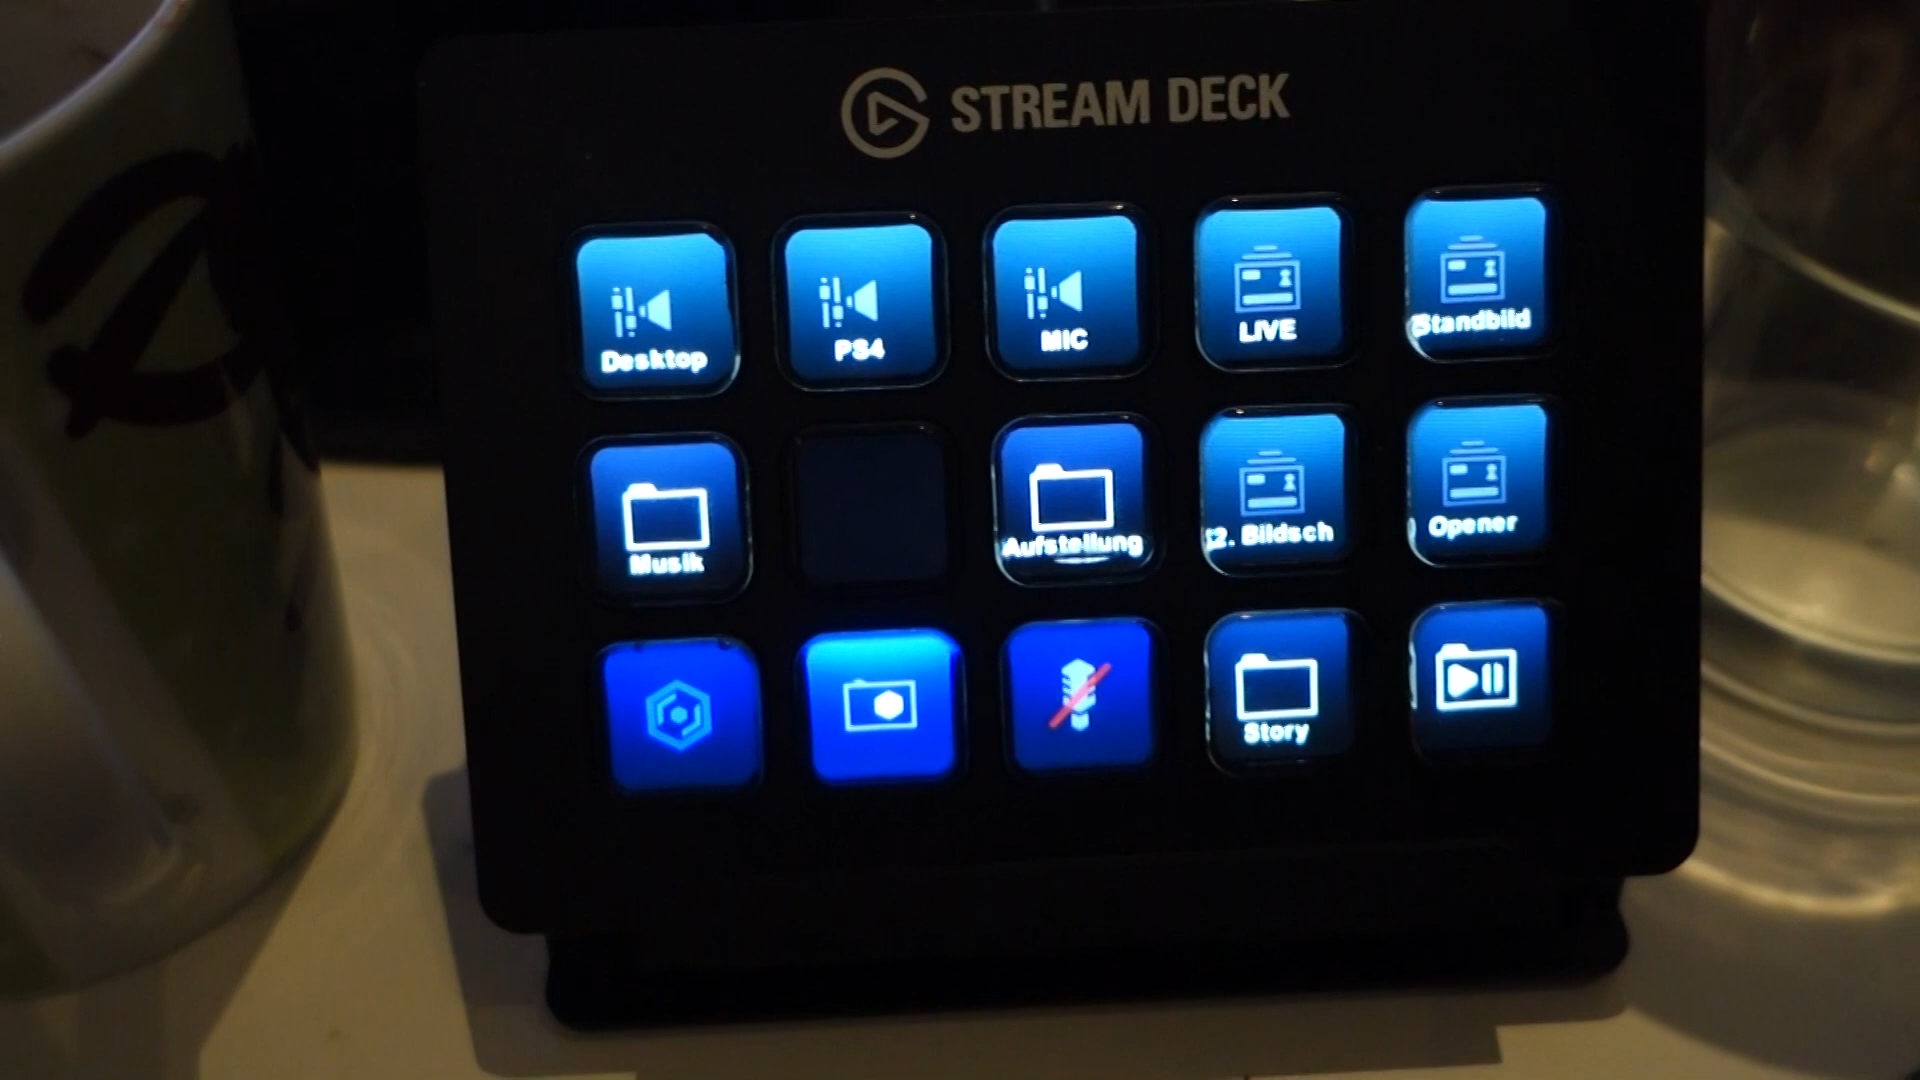 STREAM DECK
Desktop
PS4
MIC
LIVE
Standbild
Musik
Aufstellung
2. Bildsch
Opener
Story